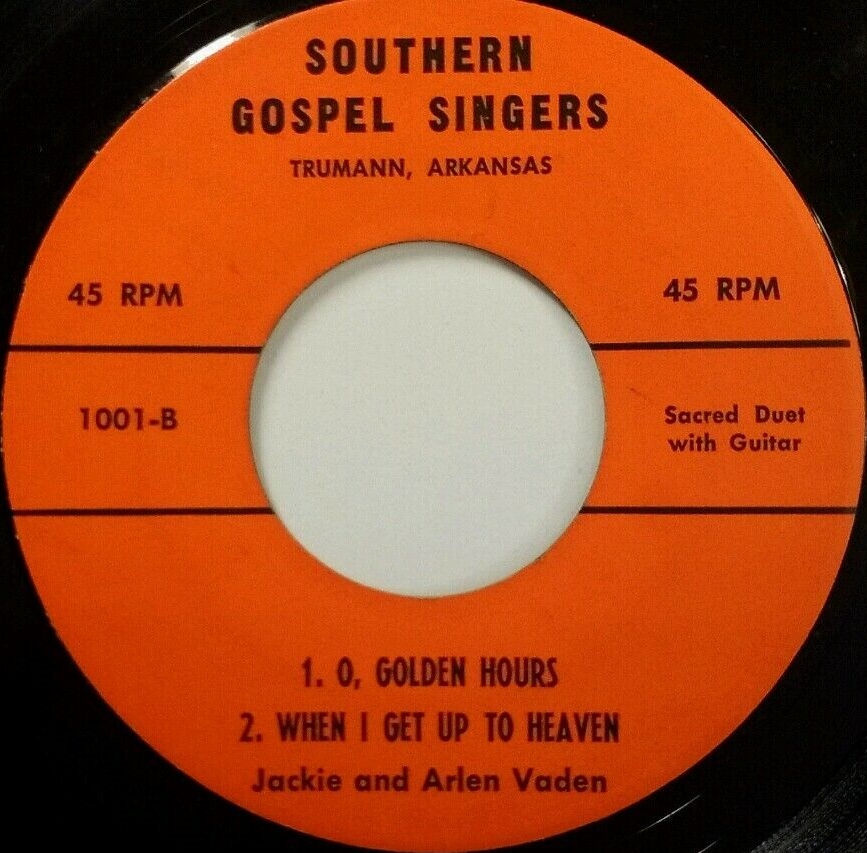 SOUTHERN
GOSPEL SINGERS
TRUMANN, ARKANSAS
45 RPM
45 RPM
1001-B
Sacred Duet
with Guitar
1. O, GOLDEN HOURS
2. WHEN I GET UP TO HEAVEN
Jackie and Arlen Vaden